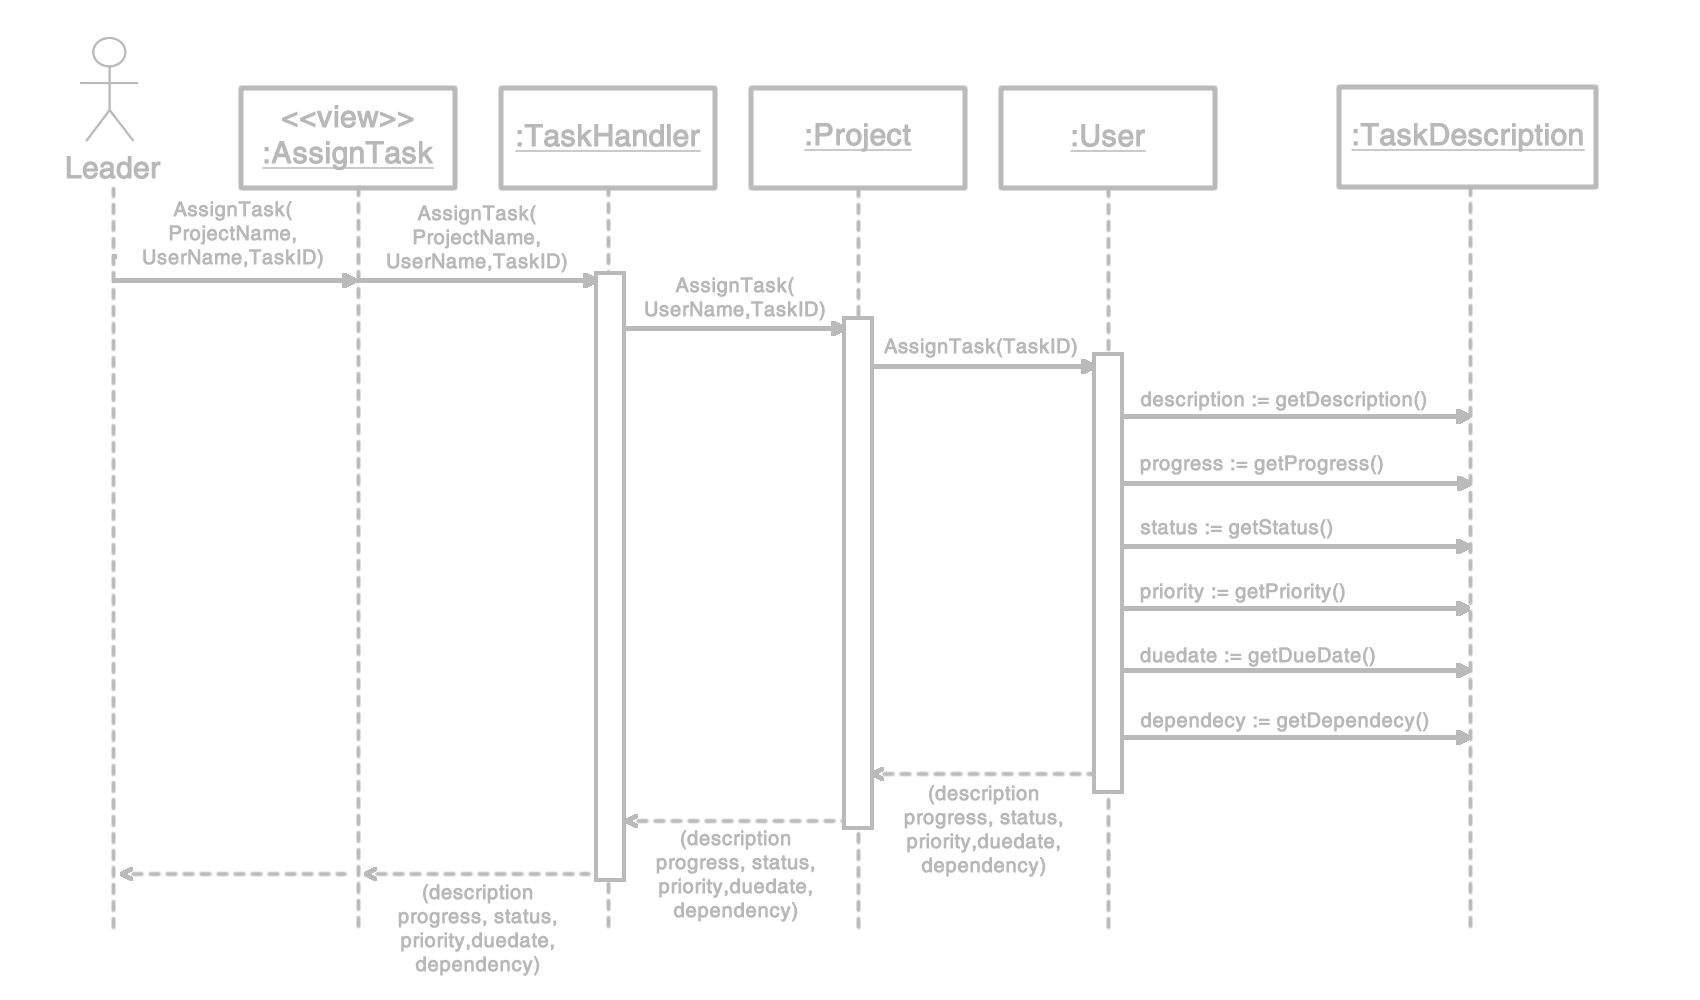 Leader
<<view>>
:AssignTask
:TaskHandler
:Project
:User
:TaskDescription
AssignTask(
ProjectName,
UserName,TaskID)
AssignTask(
ProjectName,
UserName,TaskID)
AssignTask(
UserName,TaskID)
AssignTask(TaskID)
description := getDescription()
progress := getProgress()
status := getStatus()
priority := getPriority()
duedate := getDueDate()
dependecy := getDependecy()
(description
progress, status,
priority,duedate,
dependency)
(description
progress, status,
priority,duedate,
dependency)
(description
progress, status,
priority,duedate,
dependency)